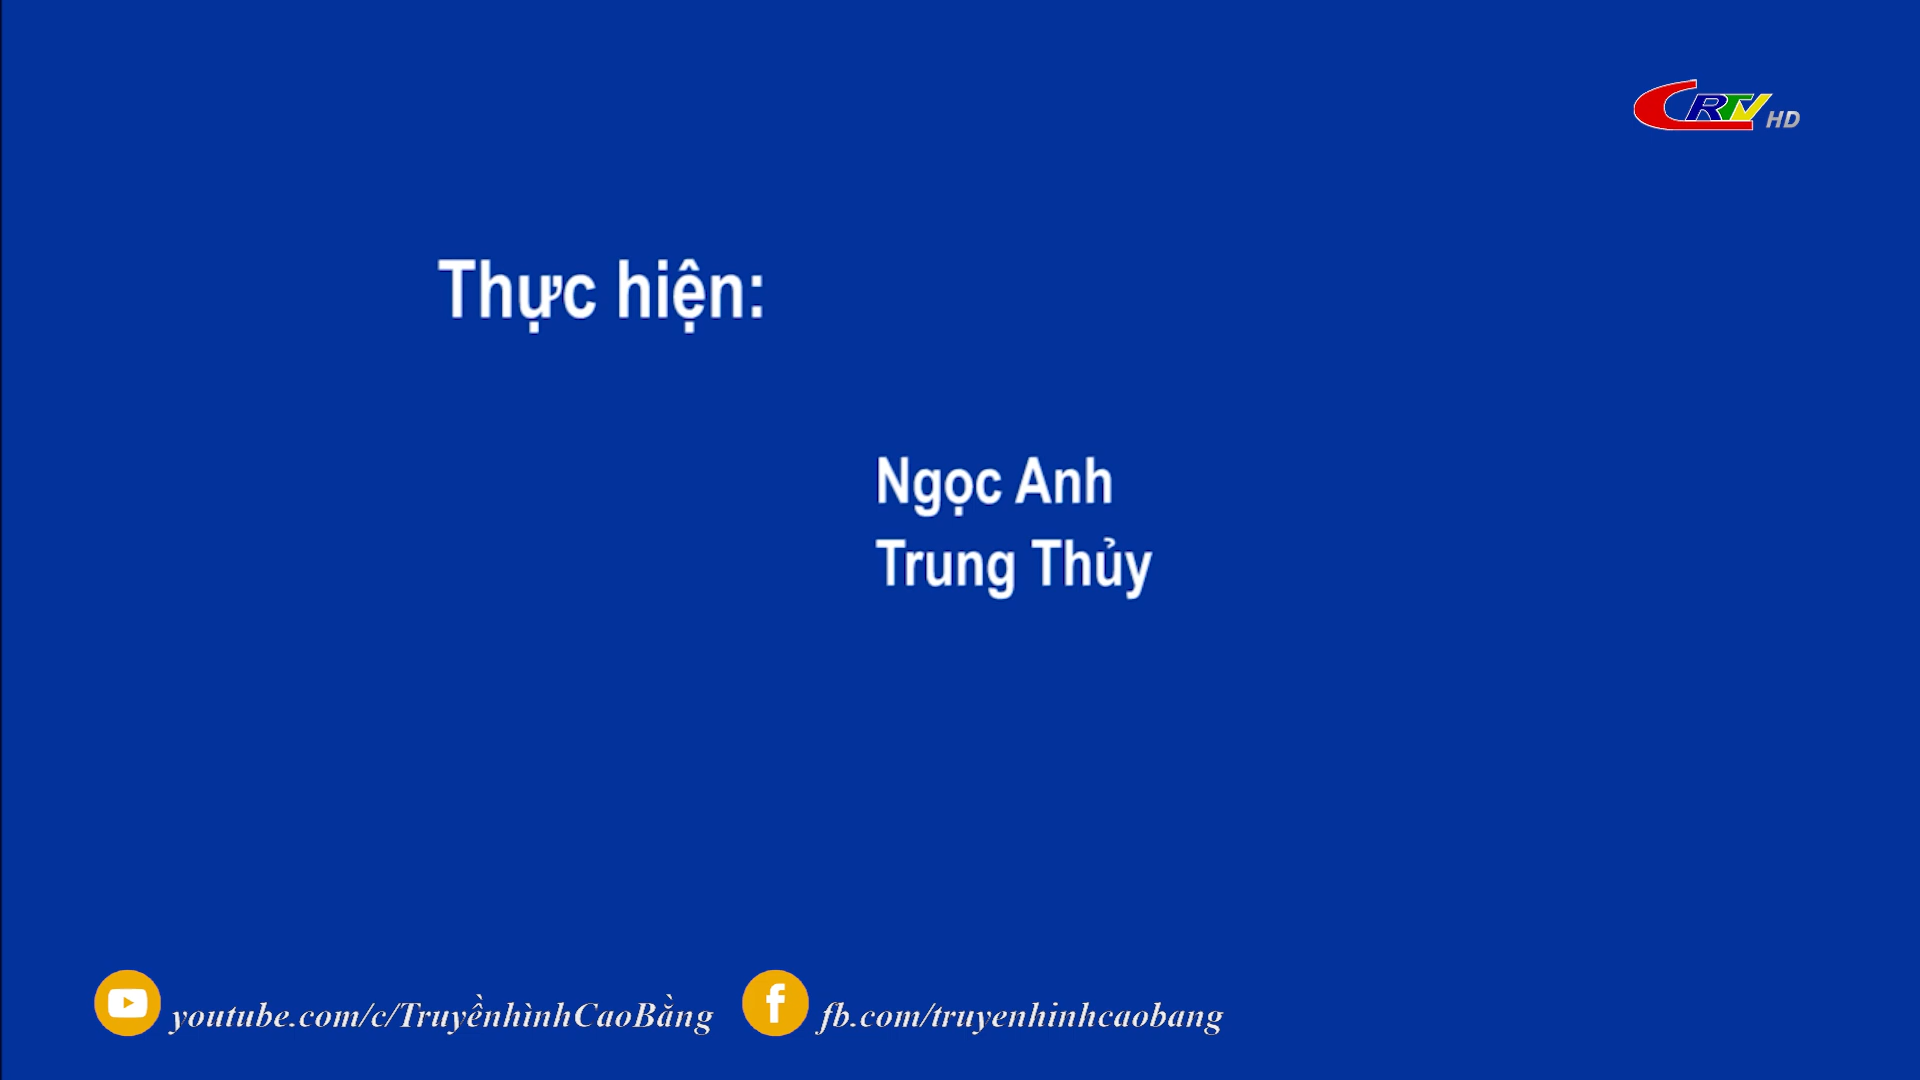 CRTV HD
Thực hiện:
Ngọc Anh
Trung Thủy
youtube.com/c/TruyềnhìnhCaoBằng
fb.com/truyenhinhcaobang